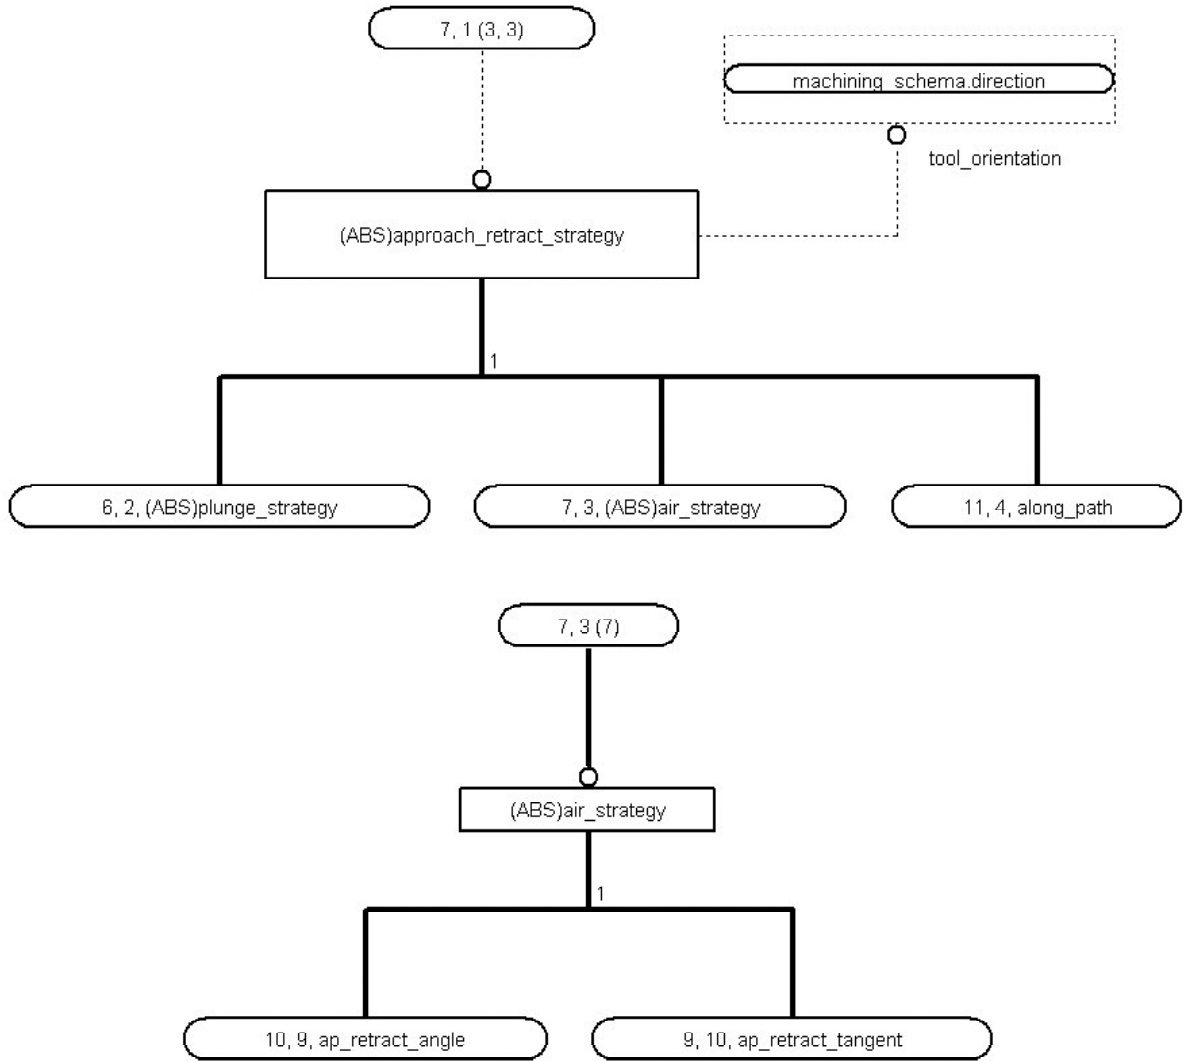 7, 1 (3, 3)
machining_schema.direction
tool_orientation
(ABS)approach_retract_strategy
1
6, 2, (ABS)plunge_strategy
7, 3, (ABS)air_strategy
11, 4, along_path
7, 3 (7)
(ABS)air_strategy
1
10, 9, ap_retract_angle
9, 10, ap_retract_tangent